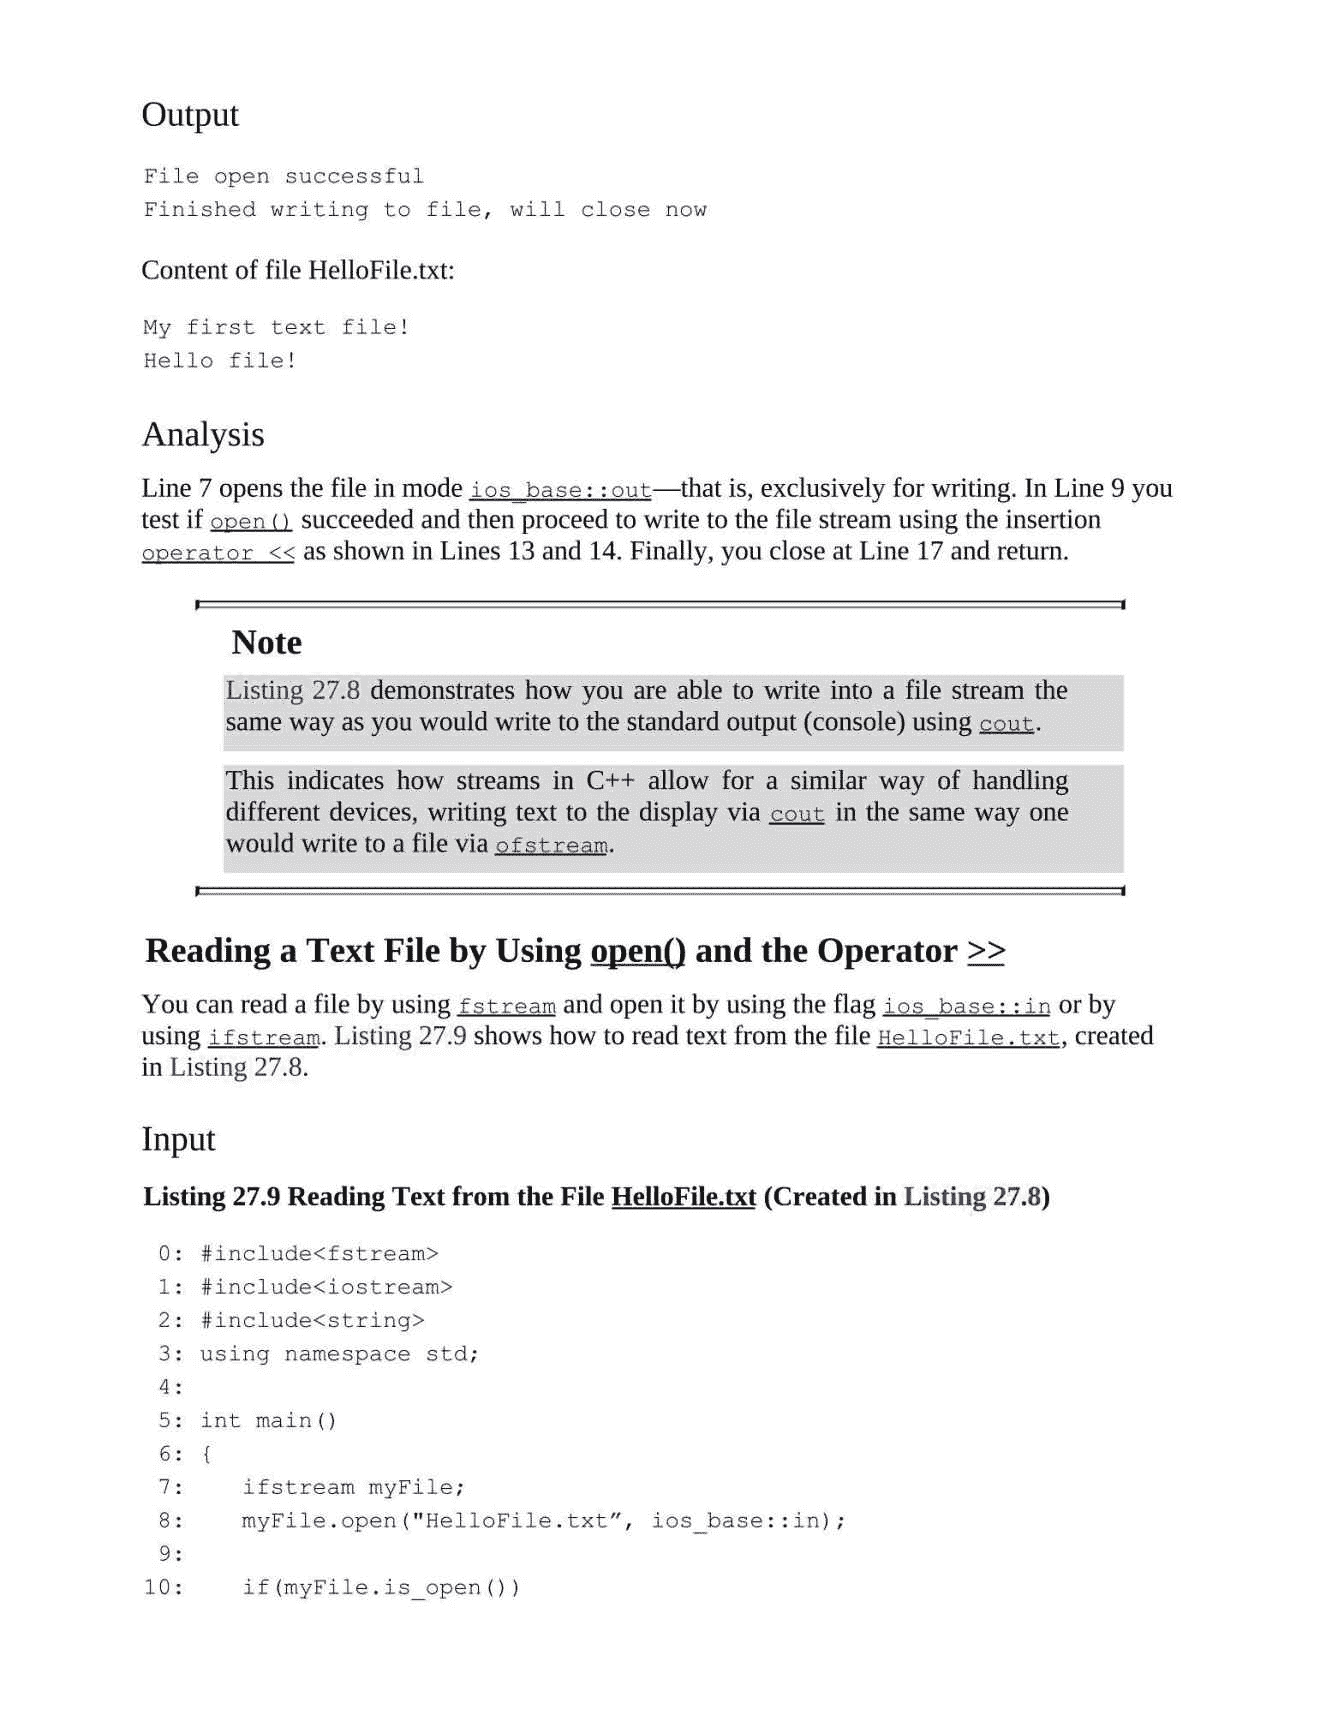 Output
File open successful
Finished writing to file, will close now
Content of file HelloFile.txt:
My first text file!
Hello file!
Analysis
Line 7 opens the file in mode ios_base::out—that is, exclusively for writing. In Line 9 you
test if open() succeeded and then proceed to write to the file stream using the insertion
operator << as shown in Lines 13 and 14. Finally, you close at Line 17 and return.
Note
Listing 27.8 demonstrates how you are able to write into a file stream the
same way as you would write to the standard output (console) using cout.
This indicates how streams in C++ allow for a similar way of handling
different devices, writing text to the display via cout in the same way one
would write to a file via ofstream.
Reading a Text File by Using open() and the Operator >>
You can read a file by using fstream and open it by using the flag ios_base::in or by
using ifstream. Listing 27.9 shows how to read text from the file HelloFile.txt, created
in Listing 27.8.
Input
Listing 27.9 Reading Text from the File HelloFile.txt (Created in Listing 27.8)
0: #include<fstream>
1: #include<iostream>
2: #include<string>
3: using namespace std;
4:
5: int main()
6: {
7:    ifstream myFile;
8:    myFile.open("HelloFile.txt”, ios_base::in);
9:
10:    if(myFile.is_open())